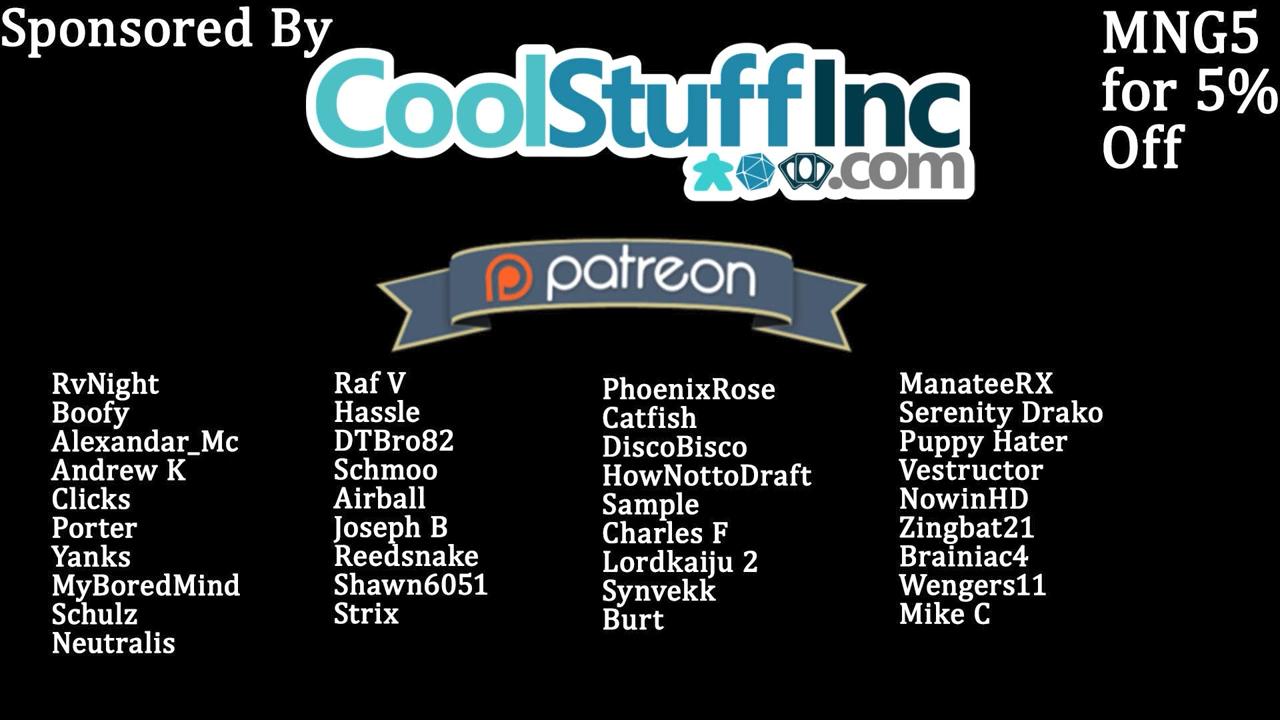 Sponsored By
CoolStuffInc
.com
MNG5
for 5%
Off
patreon
RvNight
Boofy
Alexandar_Mc
Andrew K
Clicks
Porter
Yanks
MyBoredMind
Schulz
Neutralis
Raf V
Hassle
DTBro82
Schmoo
Airball
Joseph B
Reedsnake
Shawn6051
Strix
PhoenixRose
Catfish
DiscoBisco
HowNottoDraft
Sample
Charles F
Lordkaiju 2
Synvekk
Burt
ManateeRX
Serenity Drako
Puppy Hater
Vestructor
NowinHD
Zingbat21
Brainiac4
Wengers11
Mike C